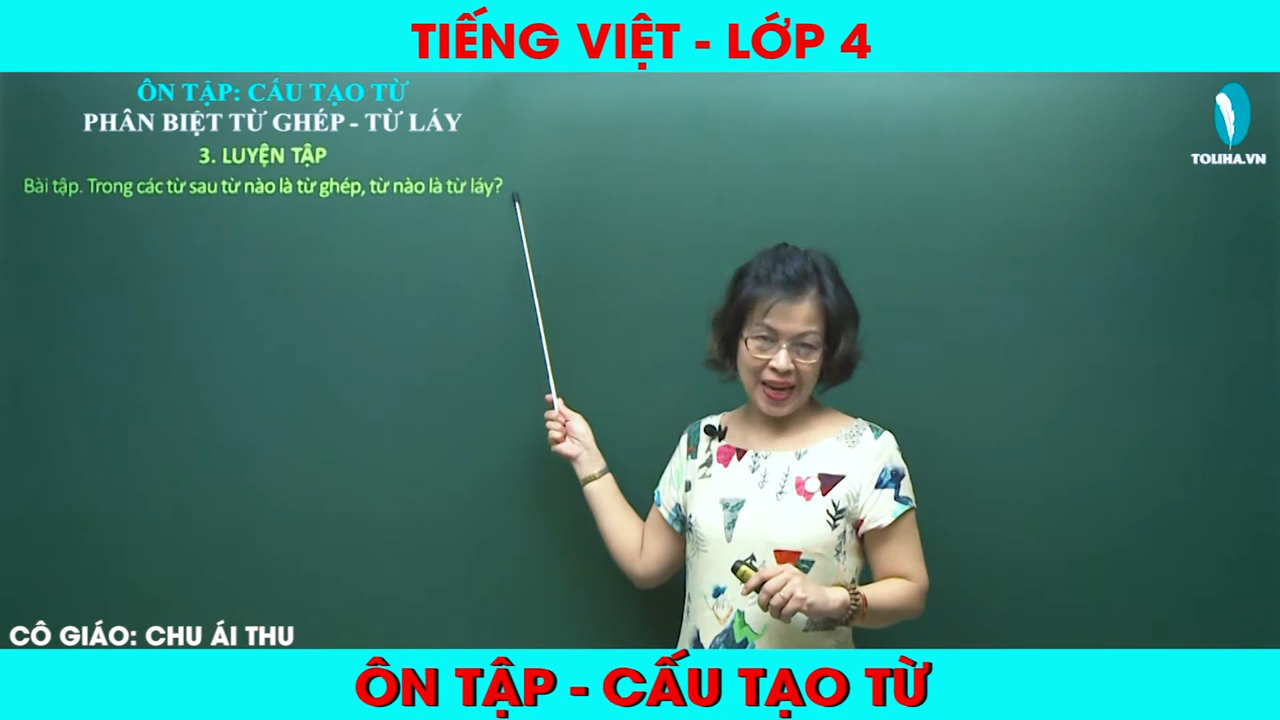 TIẾNG VIỆT - LỚP 4
ÔN TẬP: CẤU TẠO TỪ
PHÂN BIỆT TỪ GHÉP - TỪ LÁY
3. LUYỆN TẬP
Bài tập. Trong các từ sau từ nào là từ ghép, từ nào là từ láy?
TOLIHA.VN
CÔ GIÁO: CHU ÁI THU
ÔN TẬP - CẤU TẠO TỪ